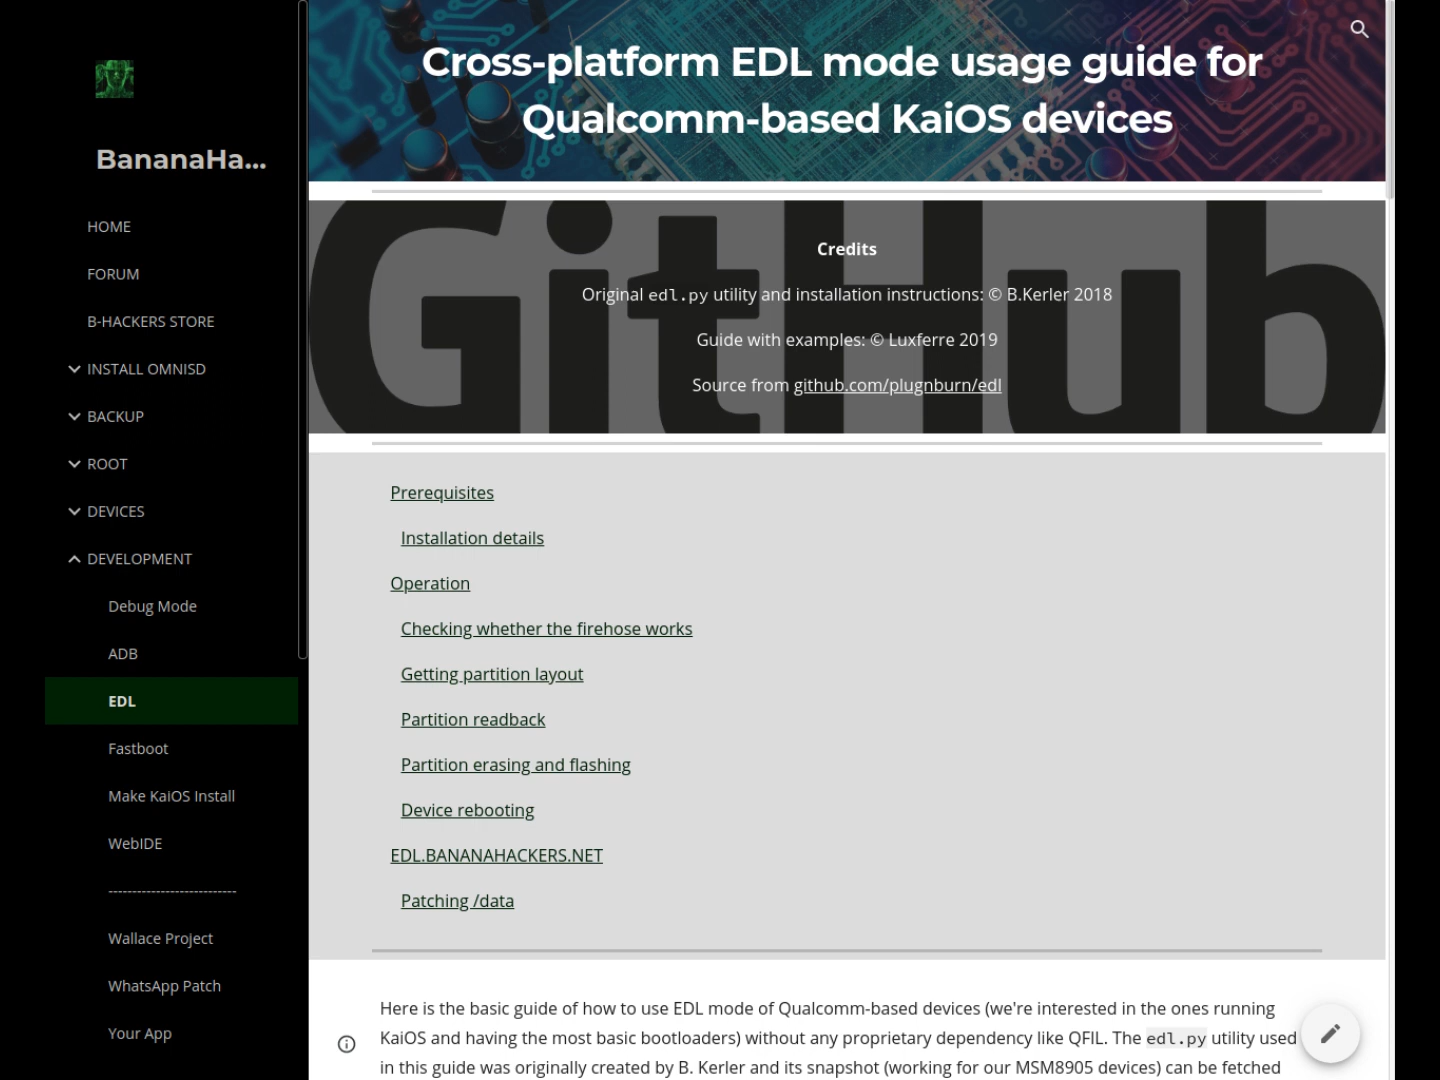 BananaHa...
HOME
FORUM
B-HACKERS STORE
INSTALL OMNISD
BACKUP
ROOT
DEVICES
DEVELOPMENT
Debug Mode
ADB
EDL
Fastboot
Make KaiOS Install
WebIDE
---------------------------
Wallace Project
WhatsApp Patch
Your App
Cross-platform EDL mode usage guide for
Qualcomm-based KaiOS devices
GitHub
Credits
Original edl.py utility and installation instructions: © B.Kerler 2018
Guide with examples: © Luxferre 2019
Source from github.com/plugnburn/edl
Prerequisites
Installation details
Operation
Checking whether the firehose works
Getting partition layout
Partition readback
Partition erasing and flashing
Device rebooting
EDL.BANANAHACKERS.NET
Patching /data
Here is the basic guide of how to use EDL mode of Qualcomm-based devices (we're interested in the ones running
KaiOS and having the most basic bootloaders) without any proprietary dependency like QFIL. The edl.py utility used
in this guide was originally created by B. Kerler and its snapshot (working for our MSM8905 devices) can be fetched